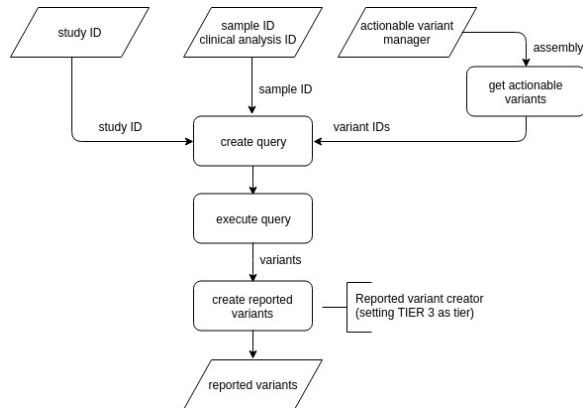 study ID
sample ID
clinical analysis ID
actionable variant
manager
assembly
sample ID
get actionable
variants
study ID
create query
variant IDs
execute query
variants
create reported
variants
Reported variant creator
(setting TIER 3 as tier)
reported variants